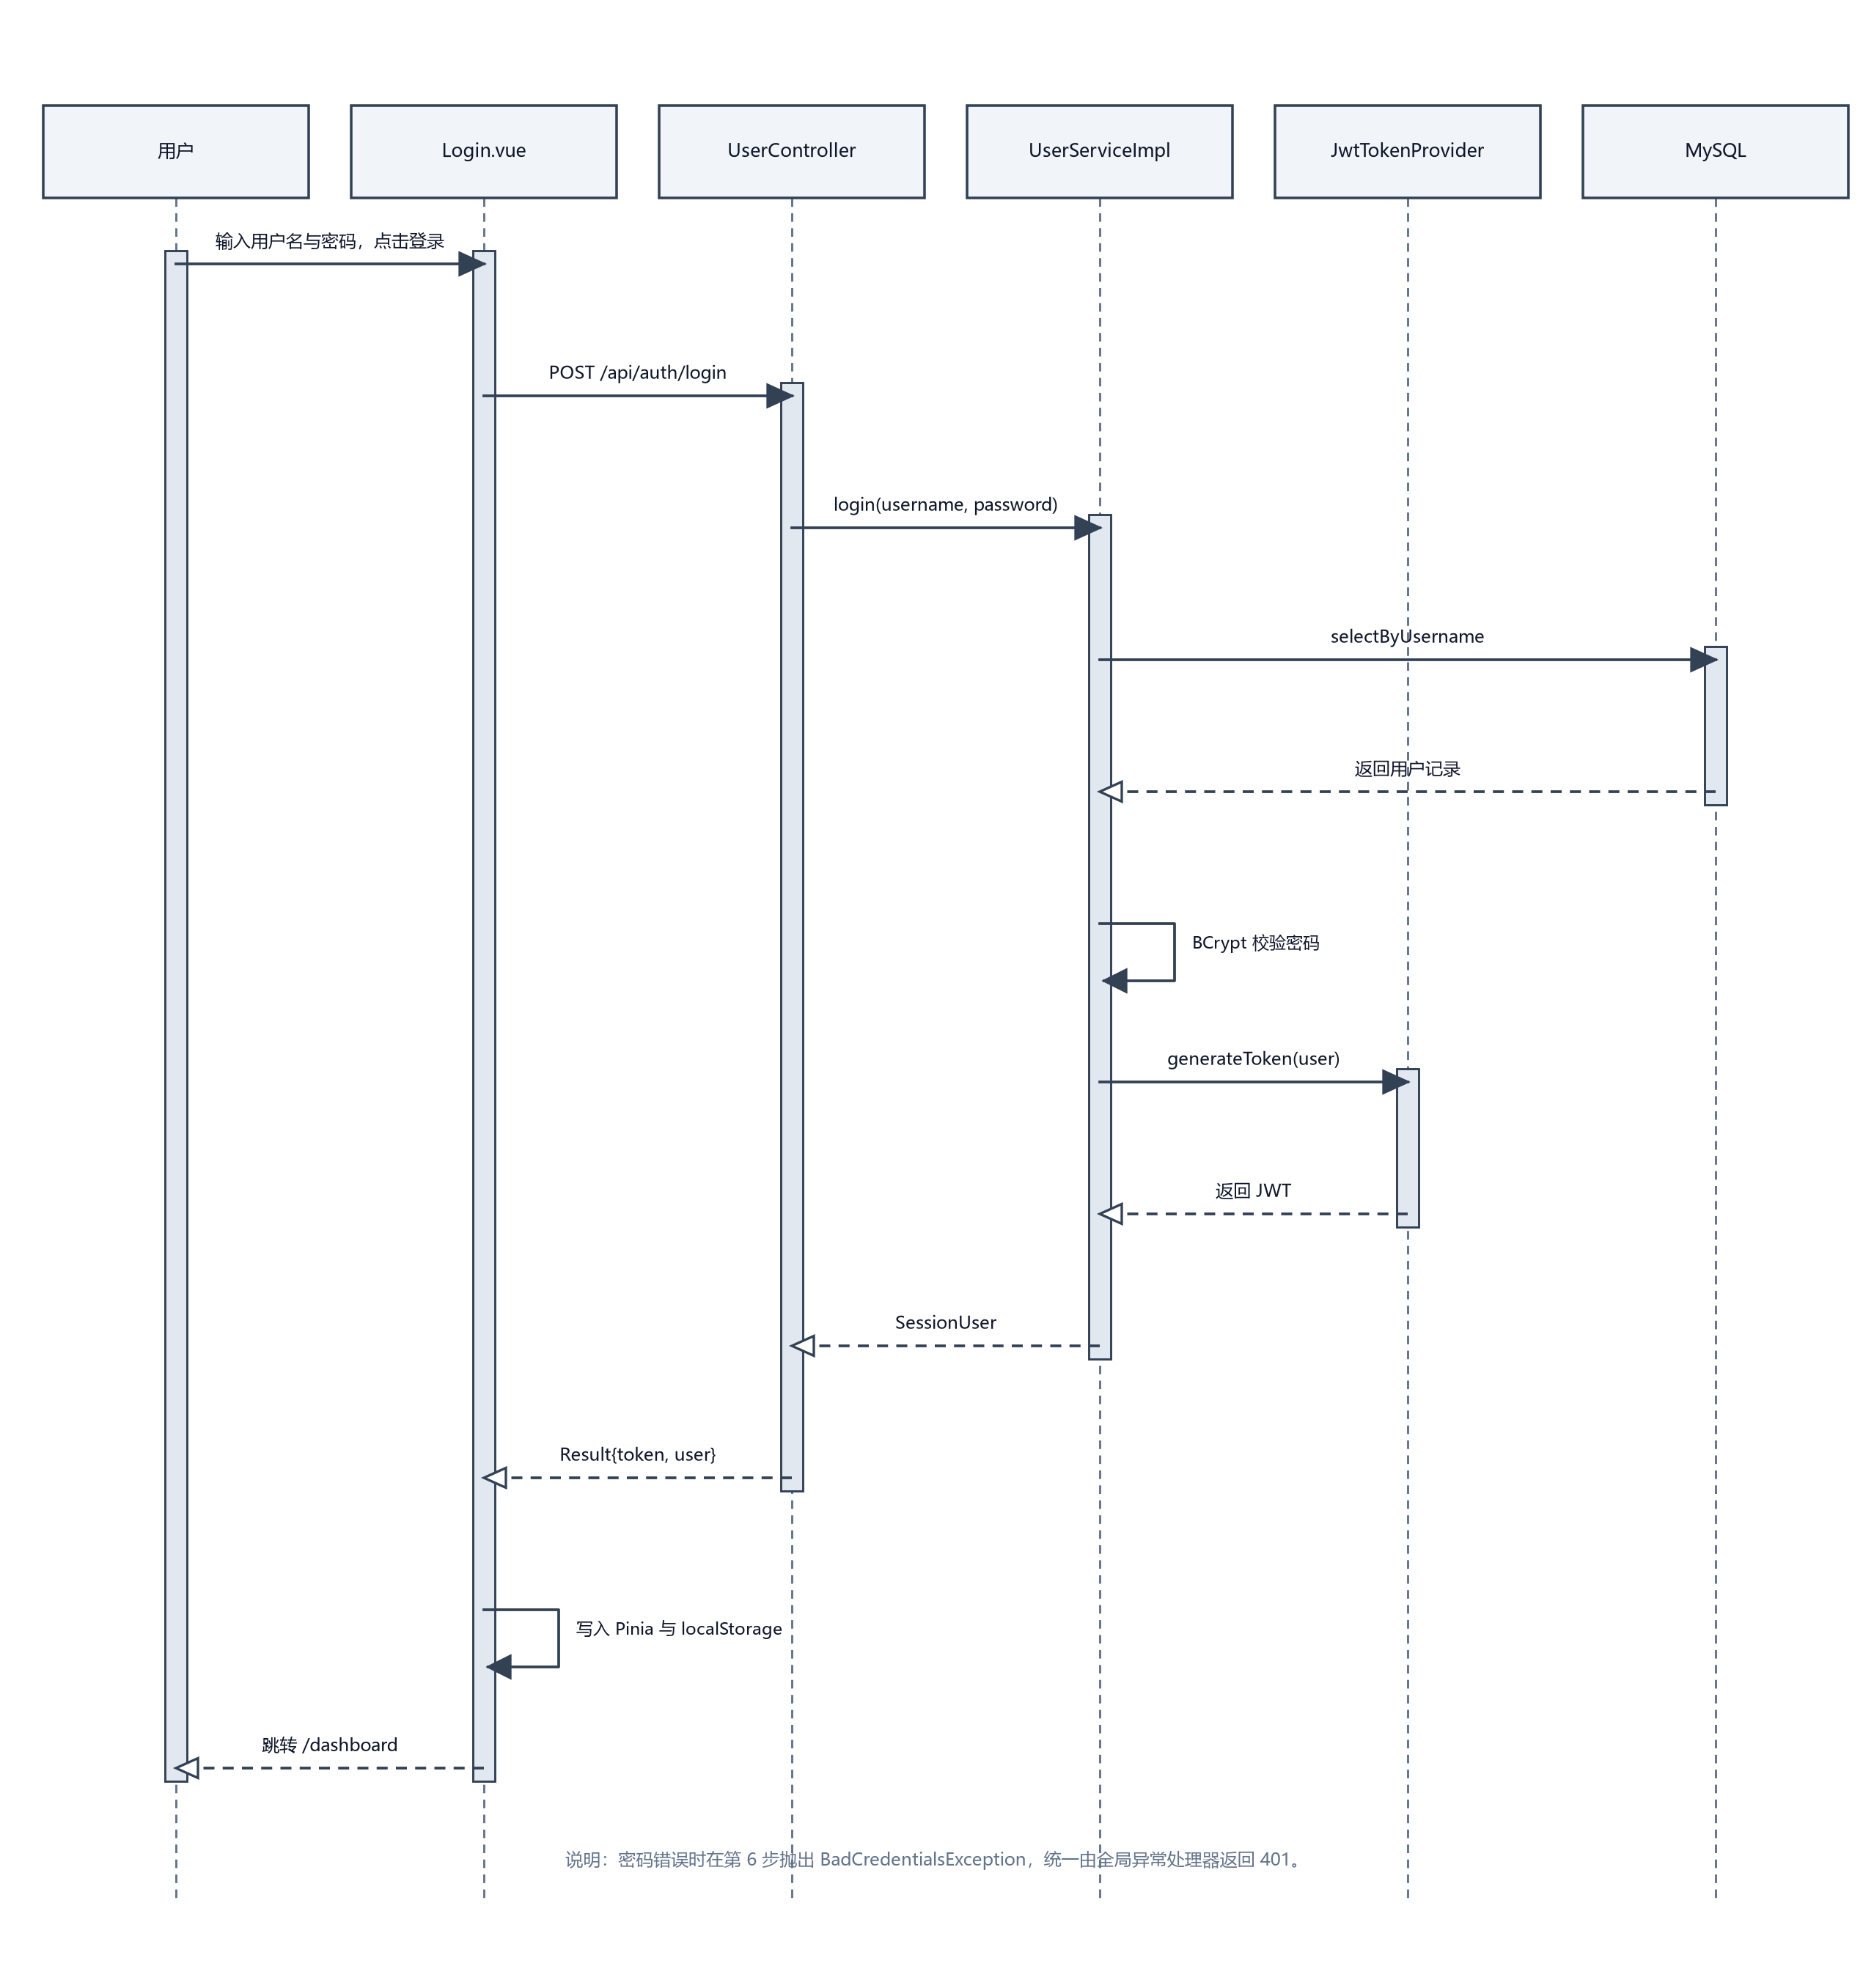 用户
Login.vue
UserController
UserServiceImpl
JwtTokenProvider
MySQL
输入用户名与密码，点击登录
POST /api/auth/login
login(username, password)
selectByUsername
返回用户记录
BCrypt 校验密码
generateToken(user)
返回 JWT
SessionUser
Result{token, user}
写入 Pinia 与 localStorage
跳转 /dashboard
说明：密码错误时在第 6 步抛出 BadCredentialsException，统一由全局异常处理器返回 401。